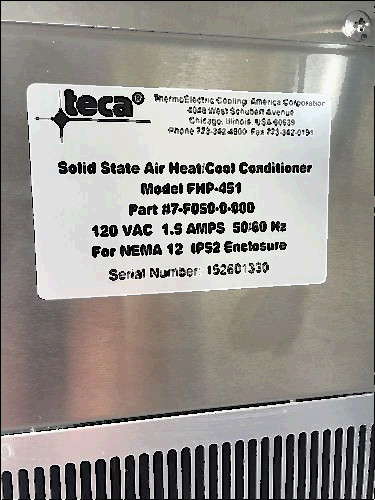 teca®
ThermoElectric Cooling America Corporation
4048 West Schubert Avenue
Chicago, Illinois, USA 60639
Phone 773-342-4900 Fax 773-342-0191
Solid State Air Heat/Cool Conditioner
Model FHP-451
Part #7-F0S0-0-000
120 VAC 1.5 AMPS 50/60 Hz
For NEMA 12 IP52 Enclosure
Serial Number: